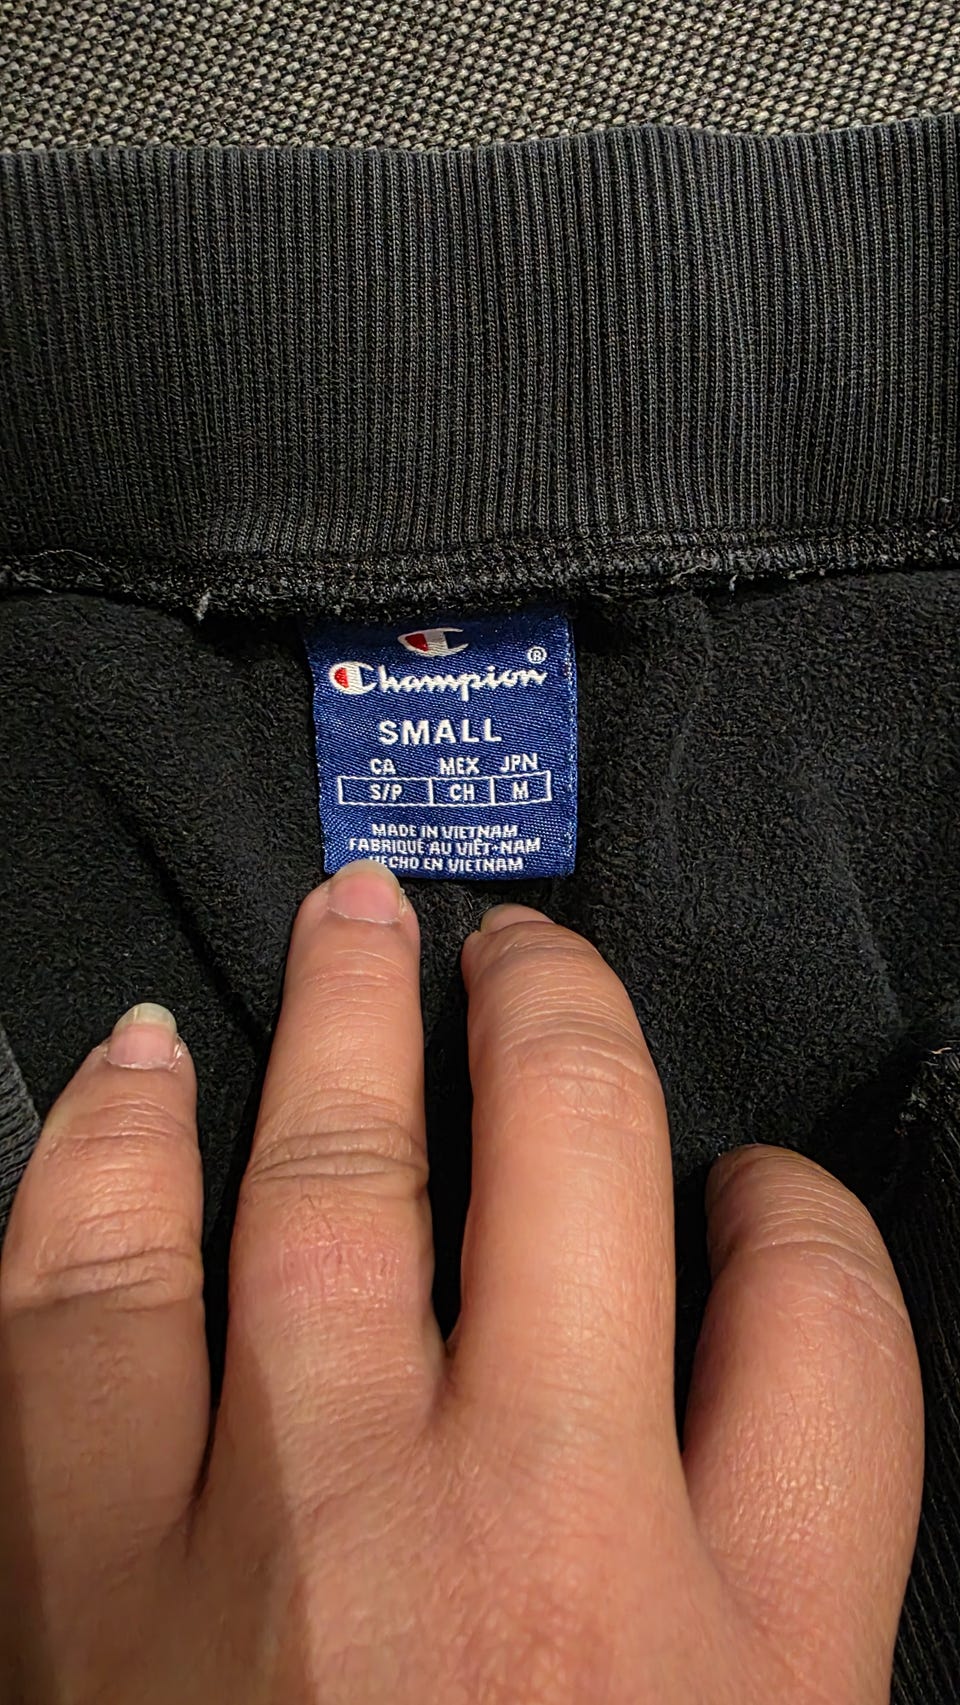 Champion®
SMALL
CA MEX JPN
S/P CH M
MADE IN VIETNAM
FABRIQUÉ AU VIÊT-NAM
HECHO EN VIETNAM